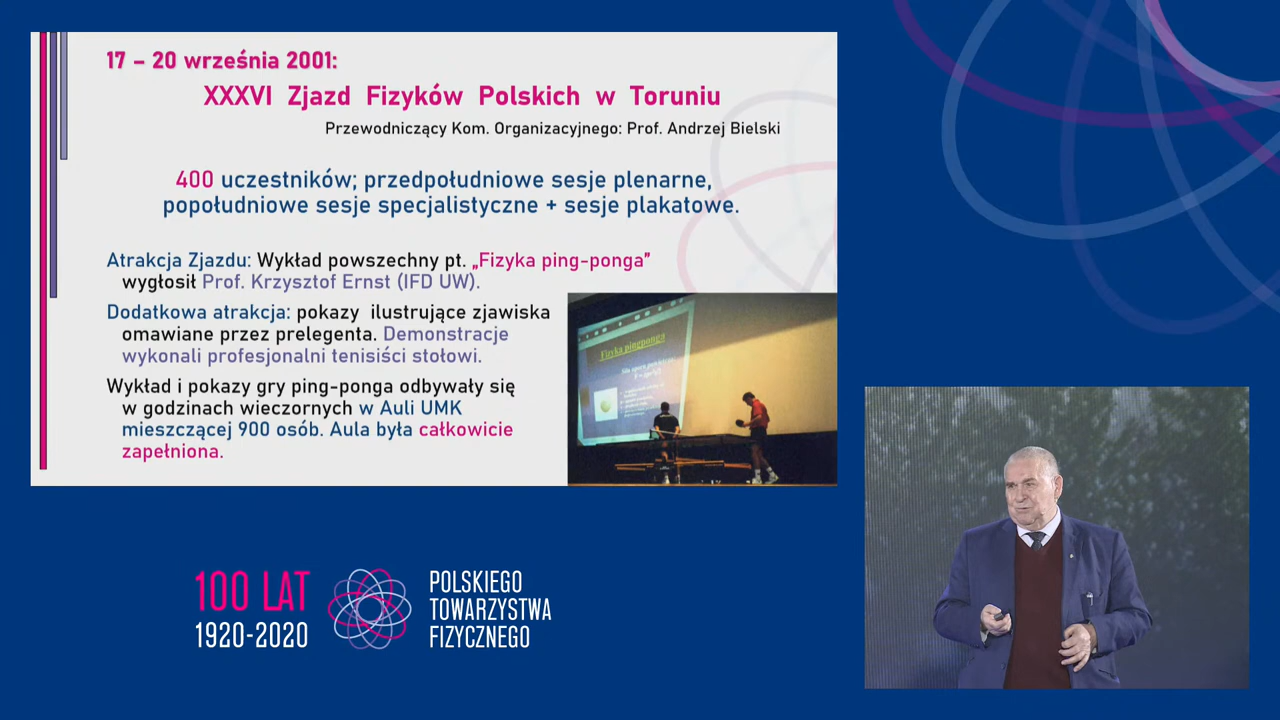 17 – 20 września 2001:
XXXVI Zjazd Fizyków Polskich w Toruniu
Przewodniczący Kom. Organizacyjnego: Prof. Andrzej Bielski
400 uczestników; przedpołudniowe sesje plenarne,
popołudniowe sesje specjalistyczne + sesje plakatowe.
Atrakcja Zjazdu: Wykład powszechny pt. „Fizyka ping-ponga”
wygłosił Prof. Krzysztof Ernst (IFD UW).
Dodatkowa atrakcja: pokazy ilustrujące zjawiska
omawiane przez prelegenta. Demonstracje
wykonali profesjonalni tenisiści stołowi.
Wykład i pokazy gry ping-ponga odbywały się
w godzinach wieczornych w Auli UMK
mieszczącej 900 osób. Aula była całkowicie
zapełniona.
Fizyka pingponga
100 LAT
1920-2020
POLSKIEGO
TOWARZYSTWA
FIZYCZNEGO